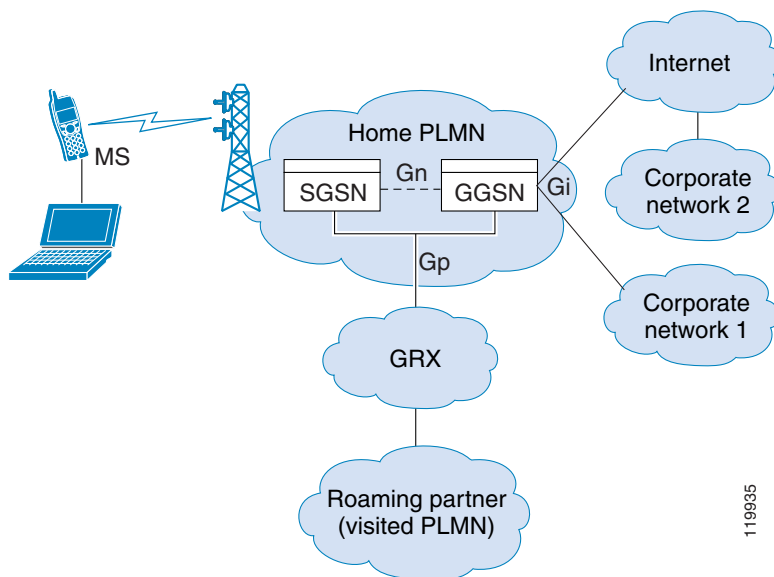 Internet
Home PLMN
MS
SGSN
Gn
GGSN
Gi
Corporate
network 2
Gp
Corporate
network 1
GRX
Roaming partner
(visited PLMN)
119935